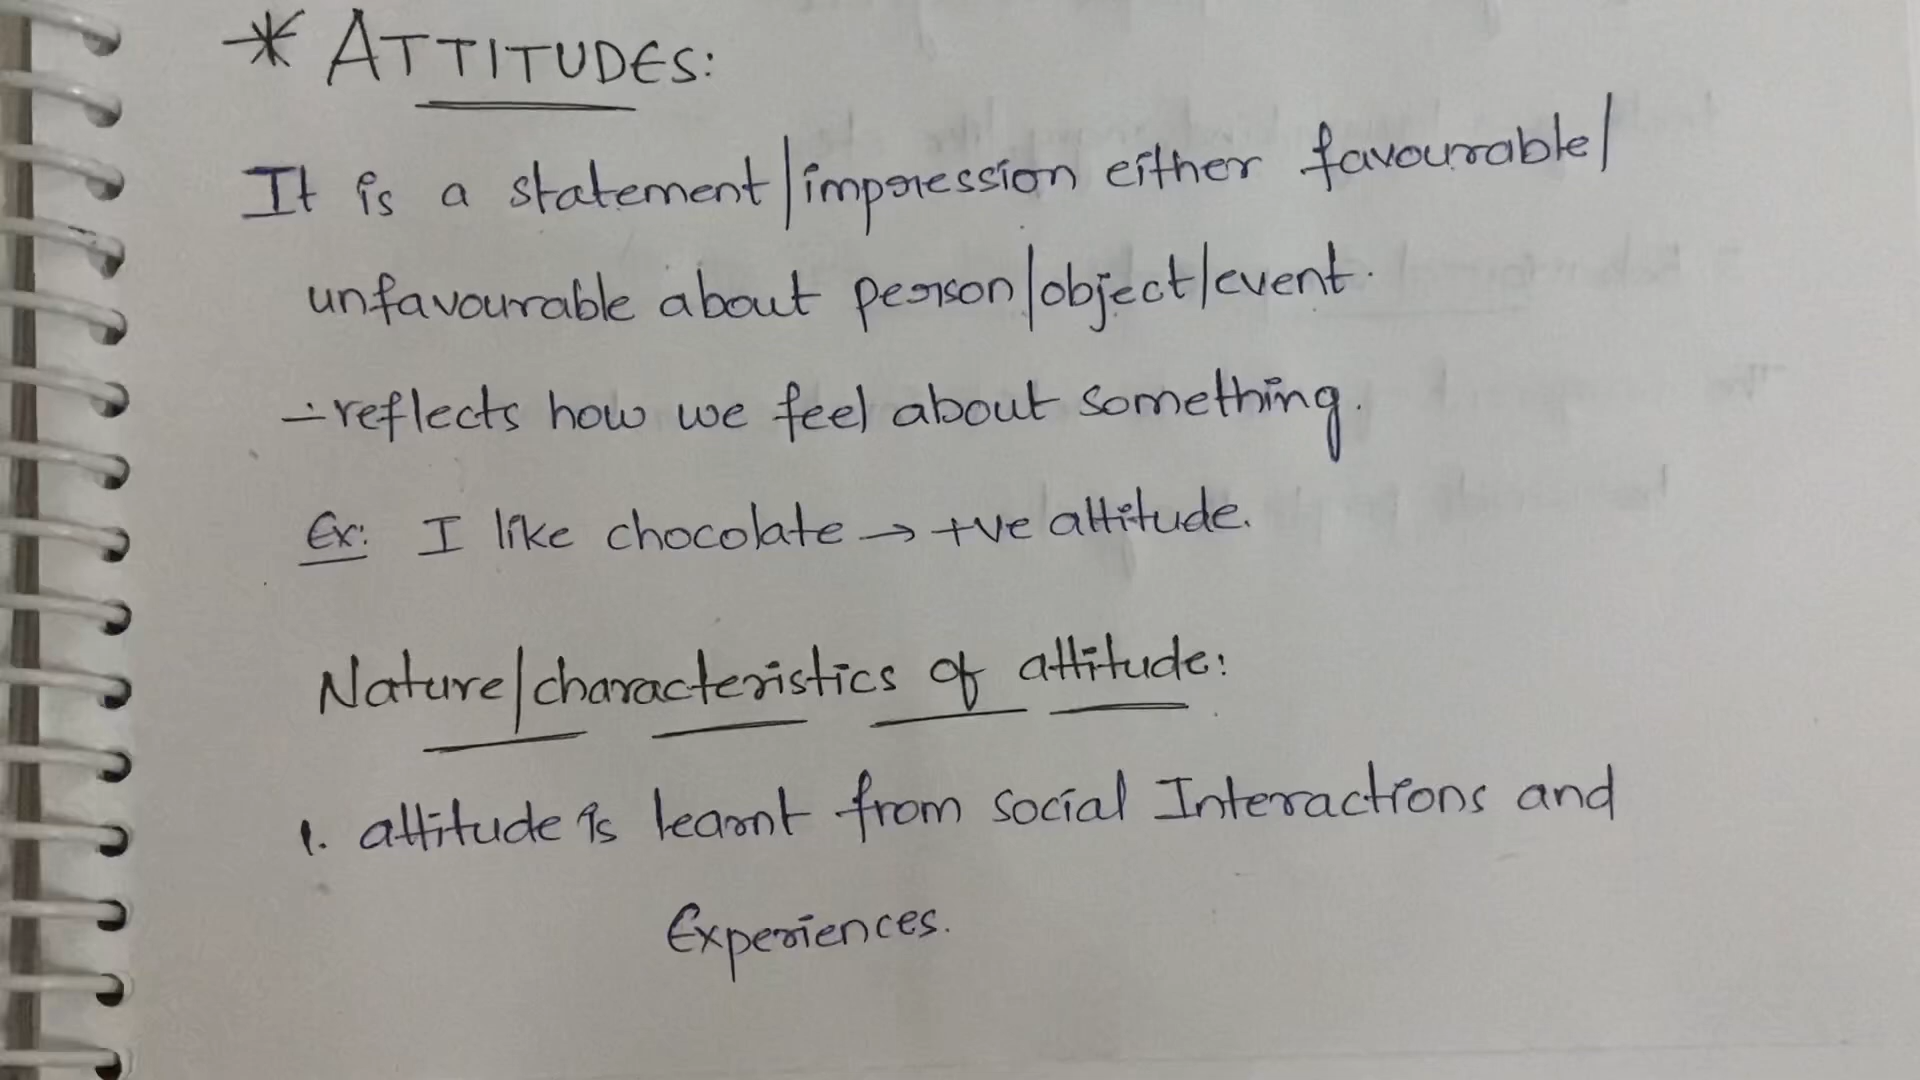 * ATTITUDES:
It is a statement/impression either favourable/
unfavourable about person/object/event.
- reflects how we feel about something.
Ex: I like chocolate → +ve attitude.
Nature/characteristics of attitude:
1. attitude is learnt from social Interactions and
Experiences.